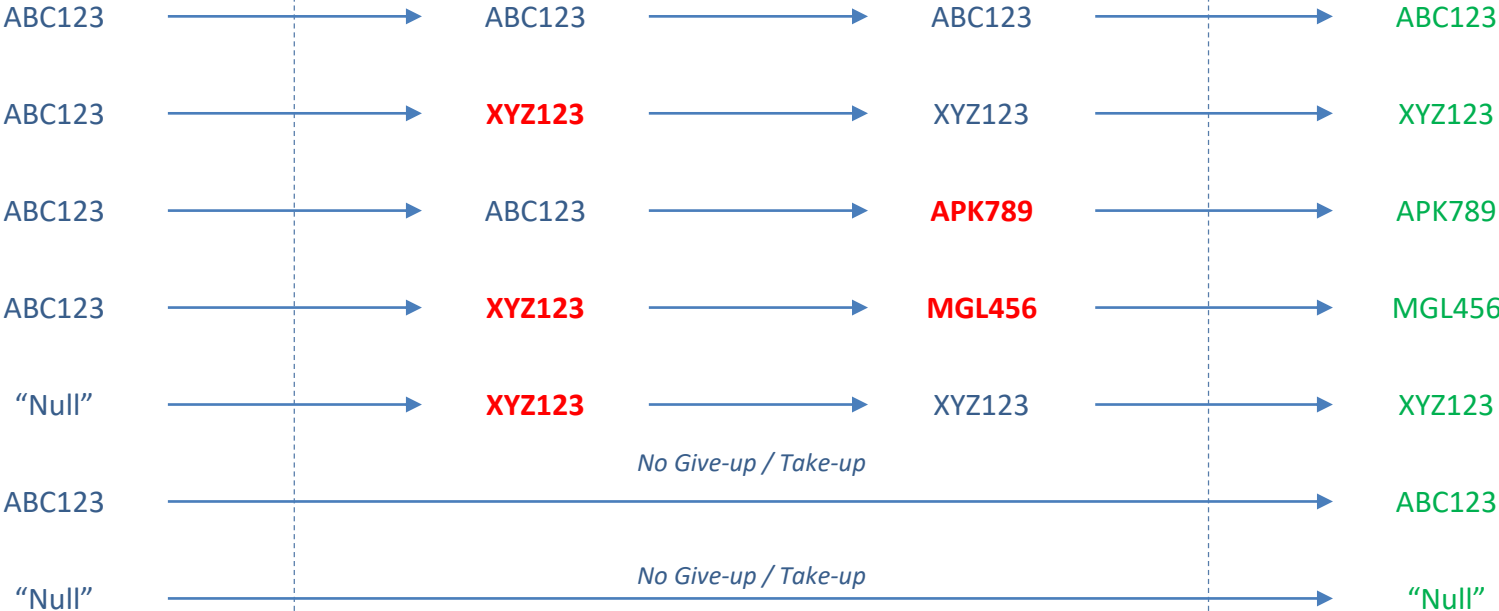 ABC123 ABC123 ABC123 ABC123
ABC123 XYZ123 XYZ123 XYZ123
ABC123 ABC123 APK789 APK789
ABC123 XYZ123 MGL456 MGL456
“Null” XYZ123 XYZ123 XYZ123
No Give-up / Take-up
ABC123 ABC123
No Give-up / Take-up
“Null” “Null”